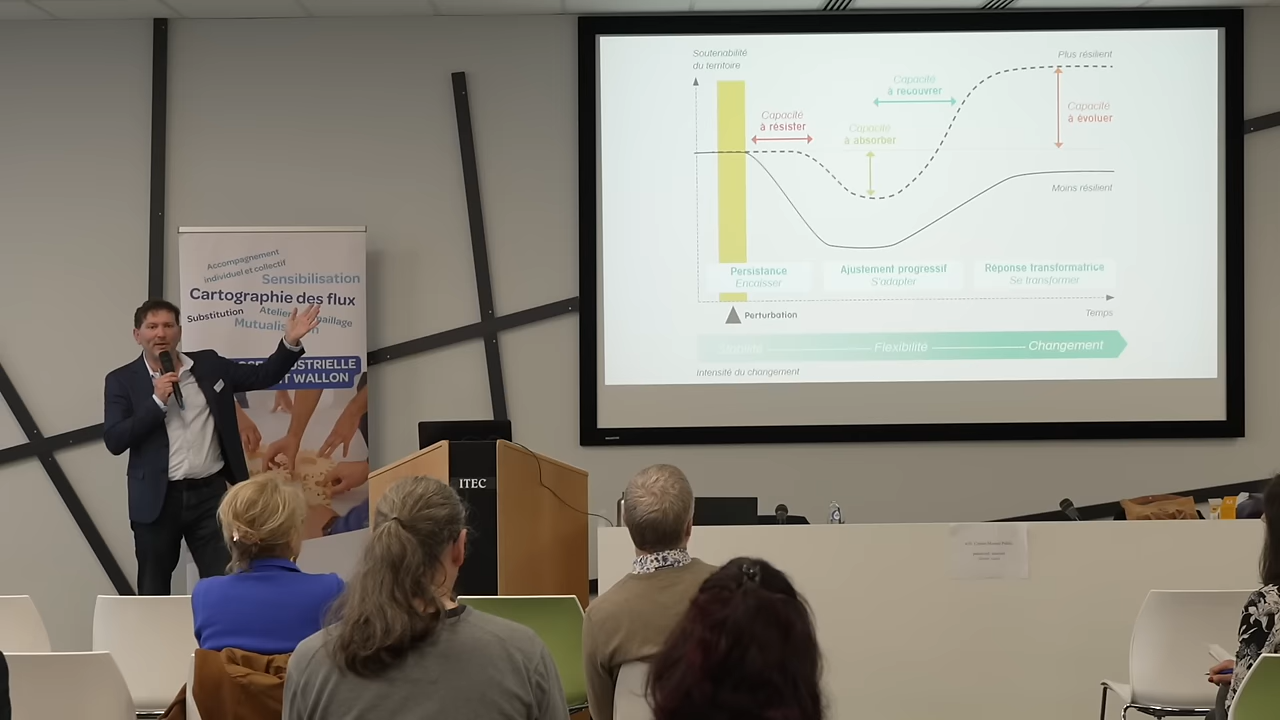 Soutenabilité
du territoire
Plus résilient
Capacité
à recouvrer
Capacité
à résister
Capacité
à évoluer
Capacité
à absorber
Moins résilient
Persistance
Encaisser
Ajustement progressif
S'adapter
Réponse transformatrice
Se transformer
Temps
Perturbation
Flexibilité
Changement
Intensité du changement
Accompagnement
individuel et collectif
Sensibilisation
Cartographie des flux
Substitution
WALLON
ITEC